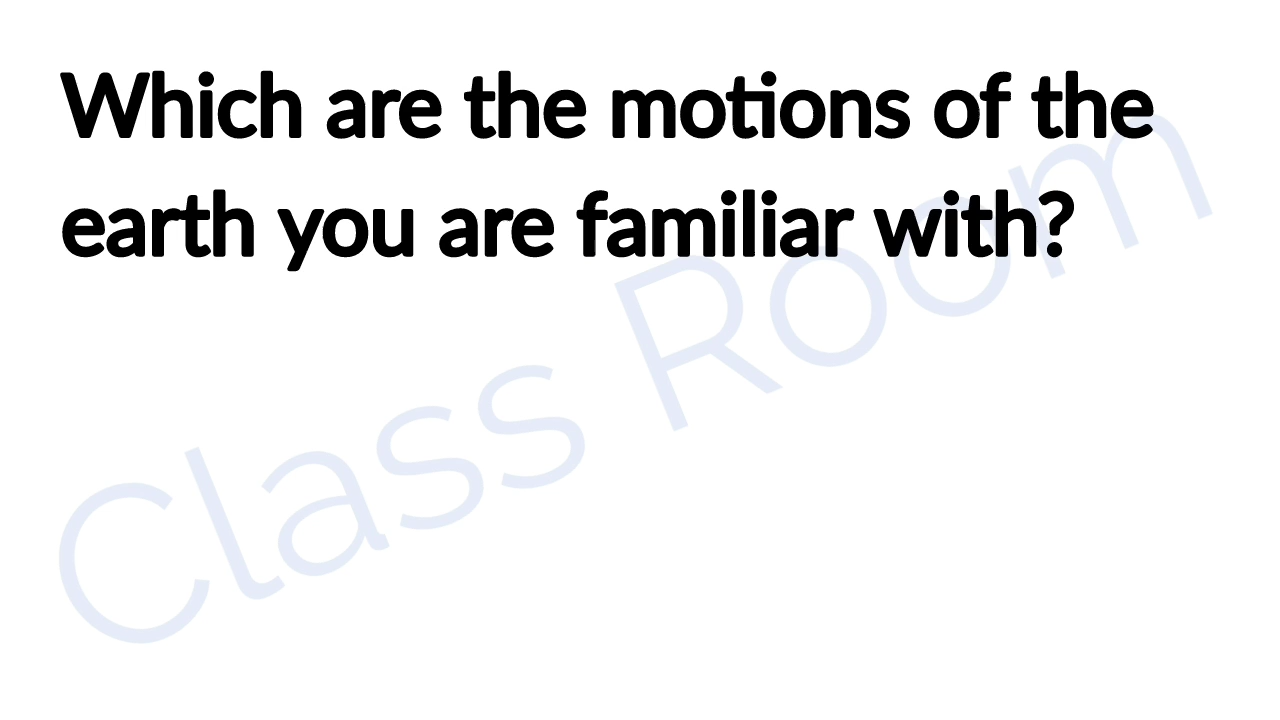 Which are the motions of the
earth you are familiar with?
Class Room